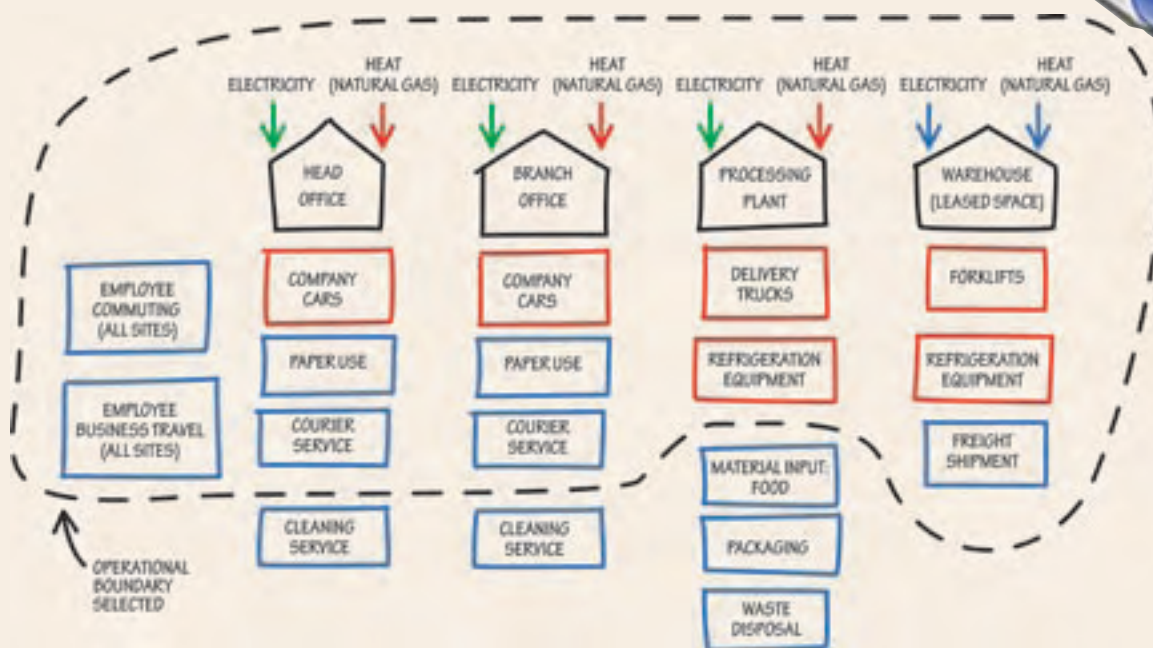 ELECTRICITY
HEAT
(NATURAL GAS)
ELECTRICITY
HEAT
(NATURAL GAS)
ELECTRICITY
HEAT
(NATURAL GAS)
ELECTRICITY
HEAT
(NATURAL GAS)
HEAD
OFFICE
BRANCH
OFFICE
PROCESSING
PLANT
WAREHOUSE
(LEASED SPACE)
EMPLOYEE
COMMUTING
(ALL SITES)
COMPANY
CARS
COMPANY
CARS
DELIVERY
TRUCKS
FORKLIFTS
PAPER USE
PAPER USE
REFRIGERATION
EQUIPMENT
REFRIGERATION
EQUIPMENT
EMPLOYEE
BUSINESS TRAVEL
(ALL SITES)
COURIER
SERVICE
COURIER
SERVICE
MATERIAL INPUT:
FOOD
FREIGHT
SHIPMENT
CLEANING
SERVICE
CLEANING
SERVICE
PACKAGING
OPERATIONAL
BOUNDARY
SELECTED
WASTE
DISPOSAL